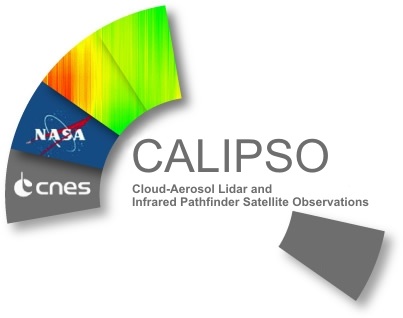 NASA
cnes
CALIPSO
Cloud-Aerosol Lidar and
Infrared Pathfinder Satellite Observations